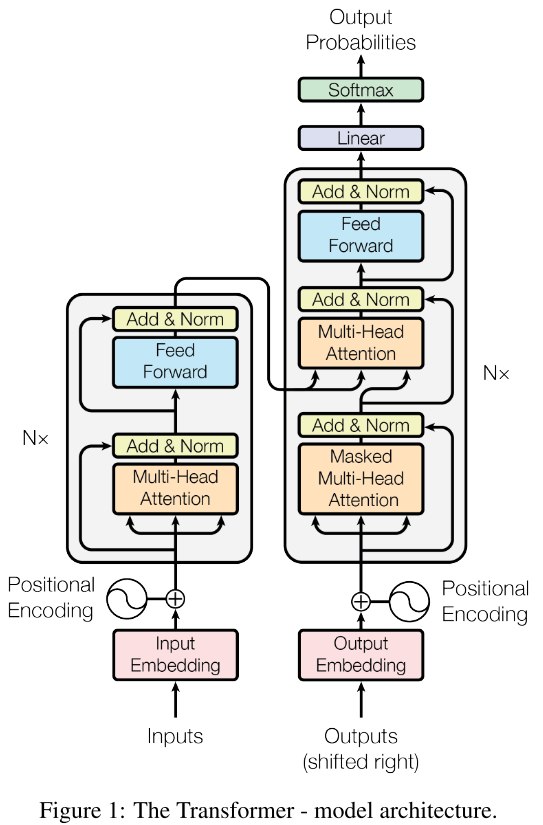 Output
Probabilities
Softmax
Linear
Add & Norm
Feed
Forward
Add & Norm
Multi-Head
Attention
Add & Norm
Masked
Multi-Head
Attention
Nx
Add & Norm
Feed
Forward
Nx
Add & Norm
Multi-Head
Attention
Positional
Encoding
Positional
Encoding
Input
Embedding
Output
Embedding
Inputs
Outputs
(shifted right)
Figure 1: The Transformer - model architecture.